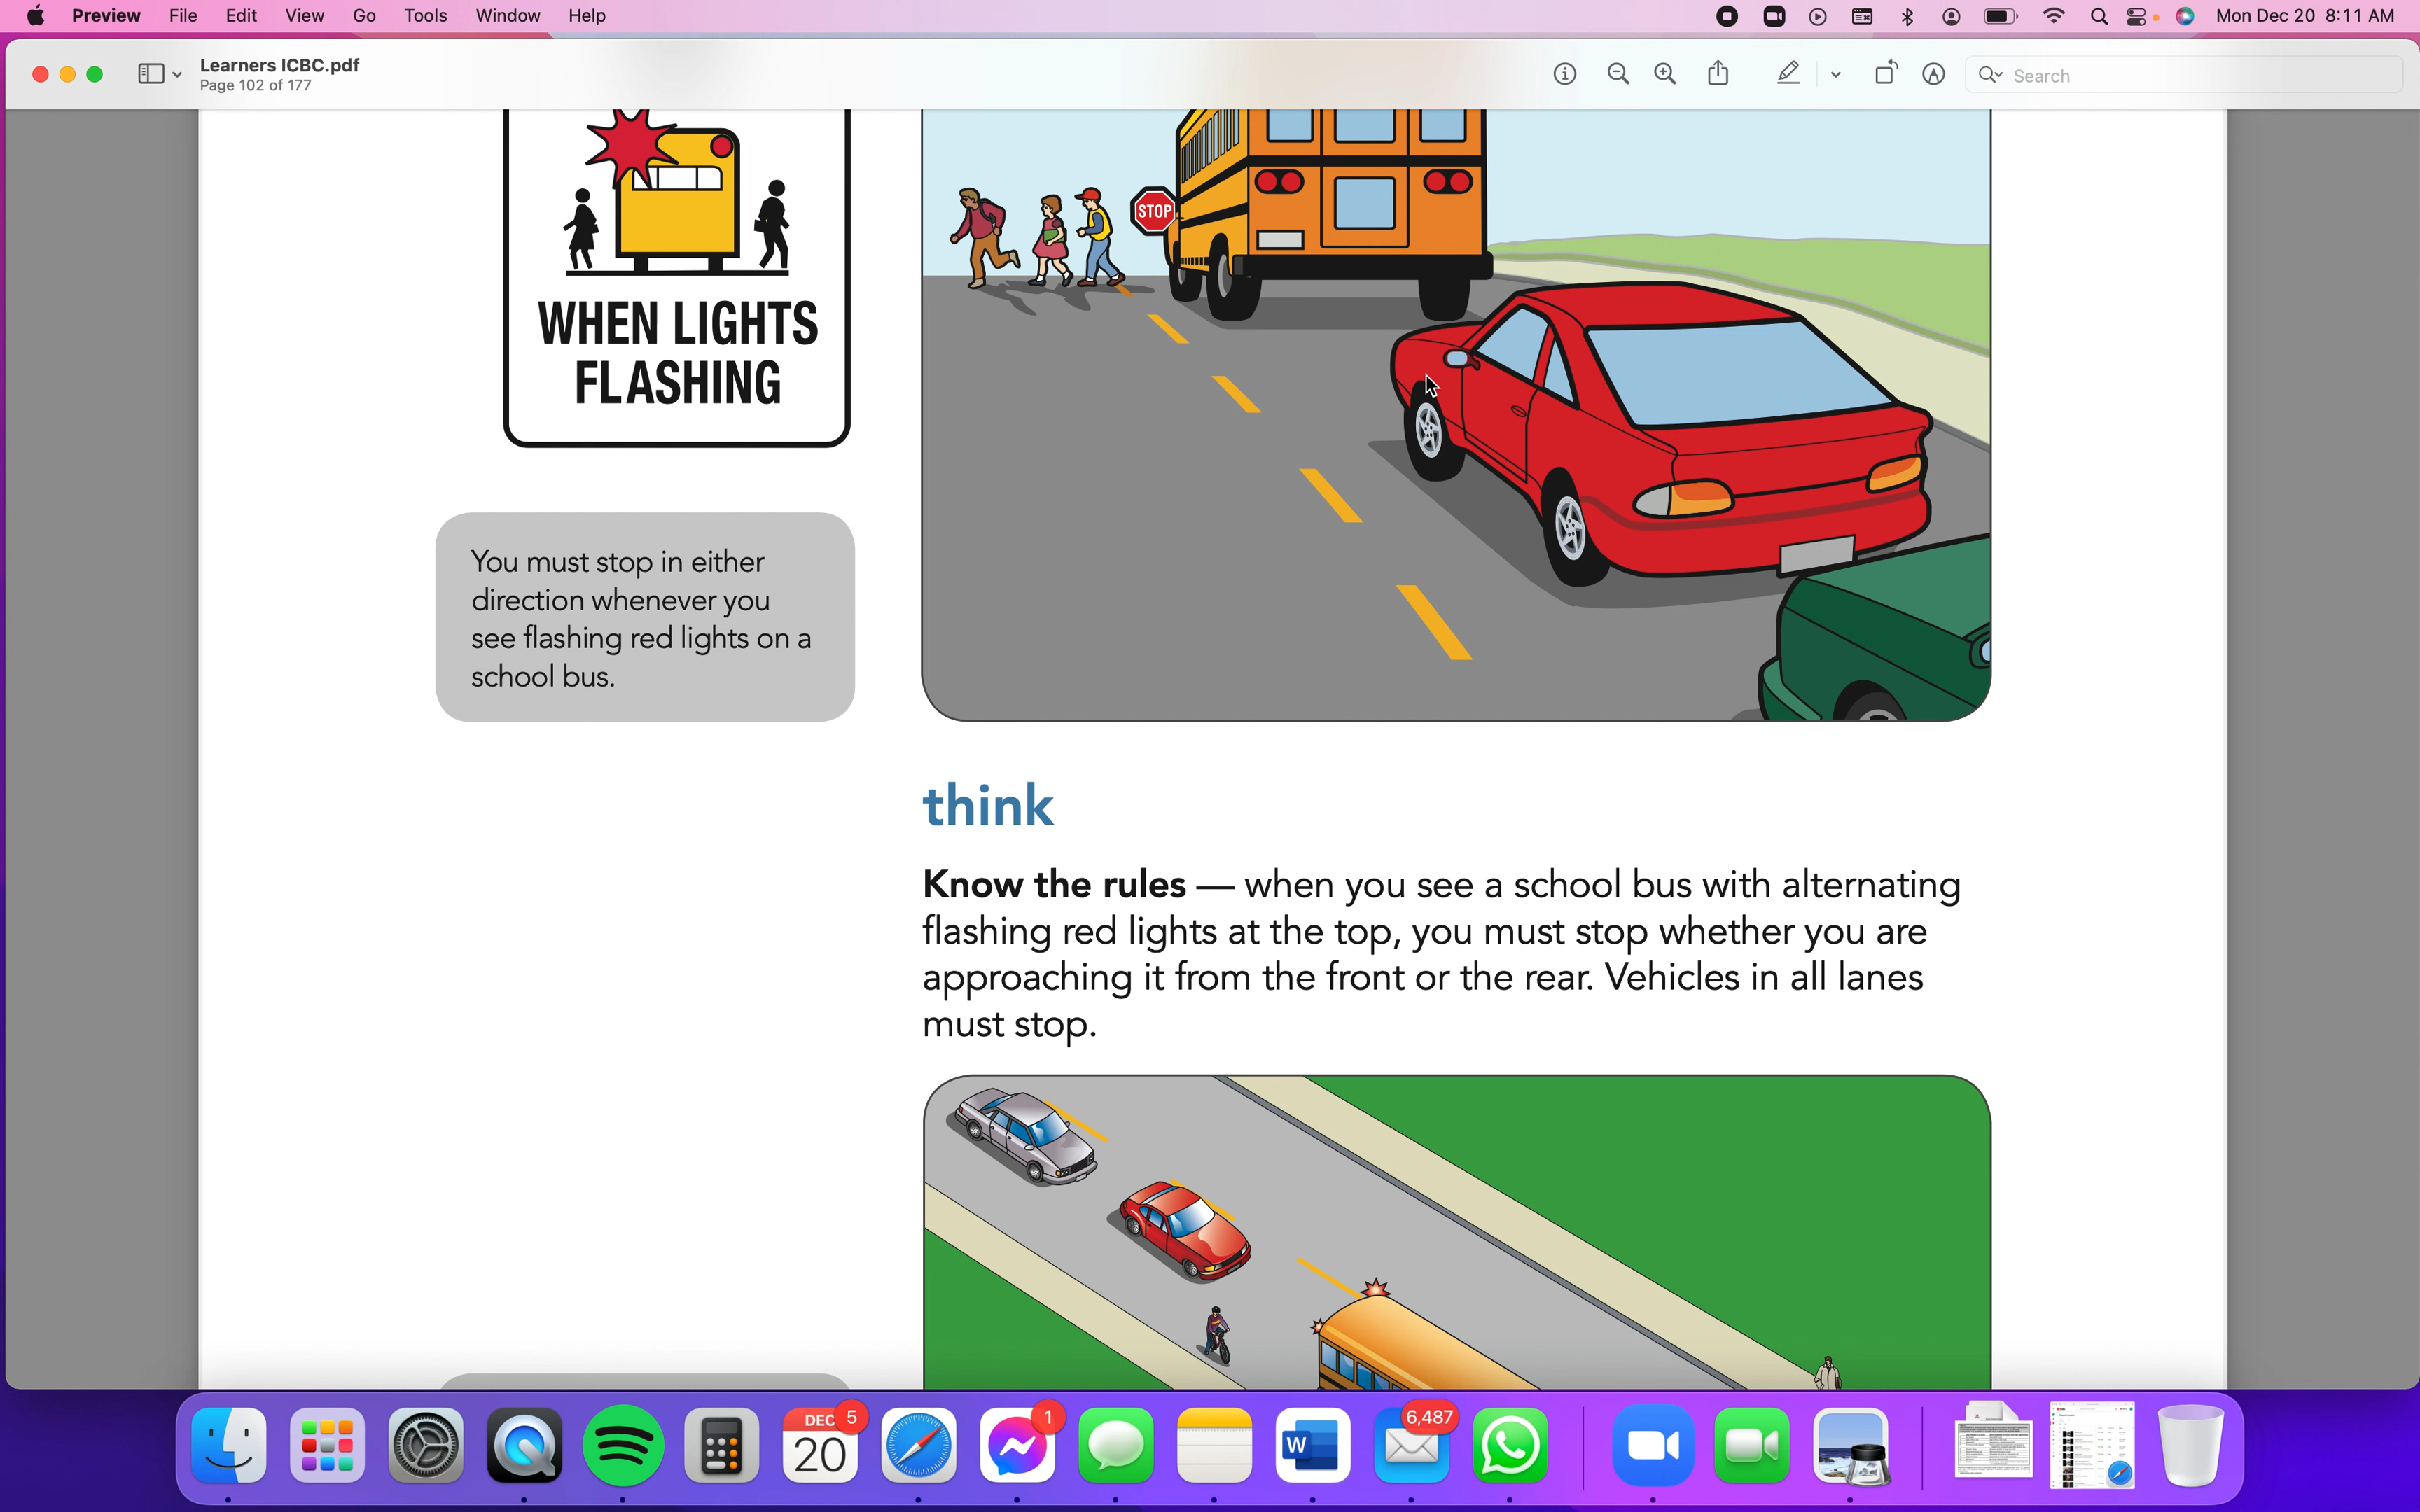 Preview File Edit View Go Tools Window Help Mon Dec 20 8:11 AM
Learners ICBC.pdf
Page 102 of 177
Search
STOP
WHEN LIGHTS
FLASHING
You must stop in either
direction whenever you
see flashing red lights on a
school bus.
think
Know the rules — when you see a school bus with alternating
flashing red lights at the top, you must stop whether you are
approaching it from the front or the rear. Vehicles in all lanes
must stop.
DEC 5 1 6,487
20 W